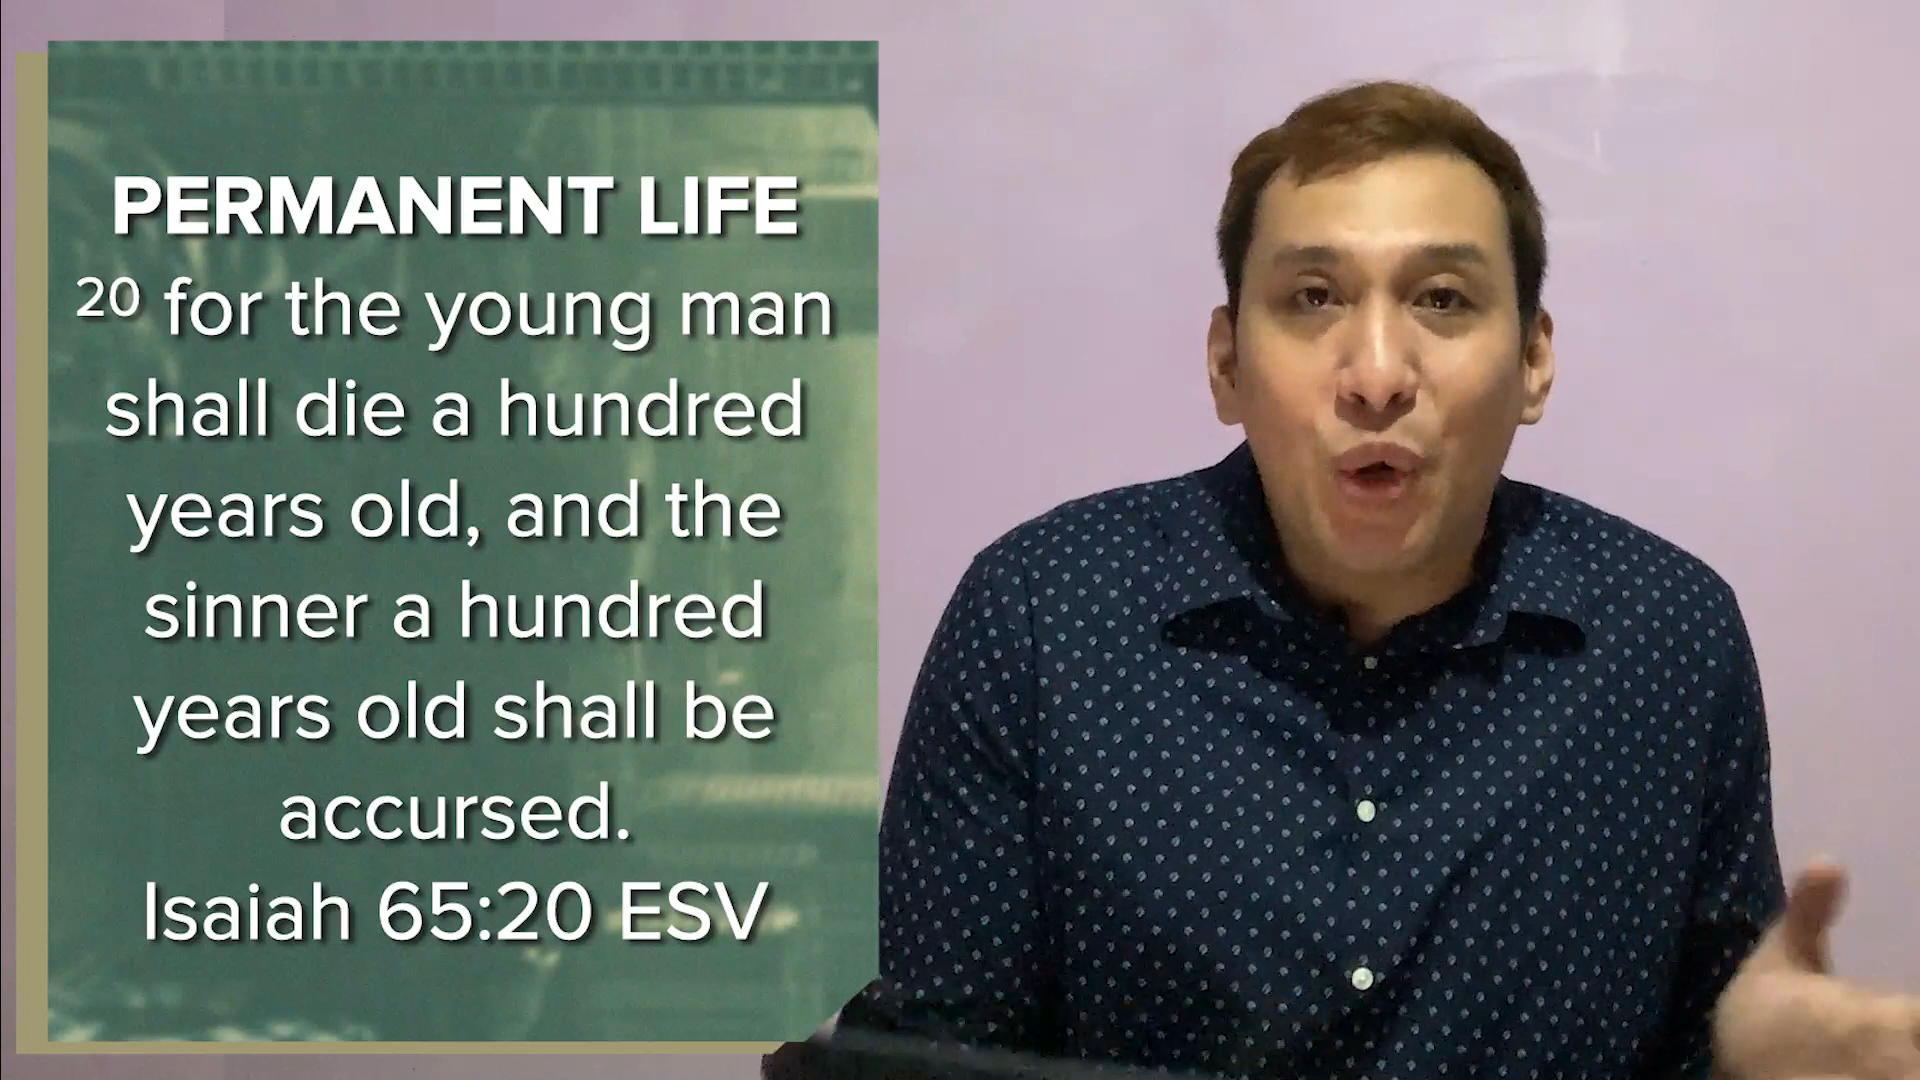 PERMANENT LIFE
20 for the young man
shall die a hundred
years old, and the
sinner a hundred
years old shall be
accursed.
Isaiah 65:20 ESV